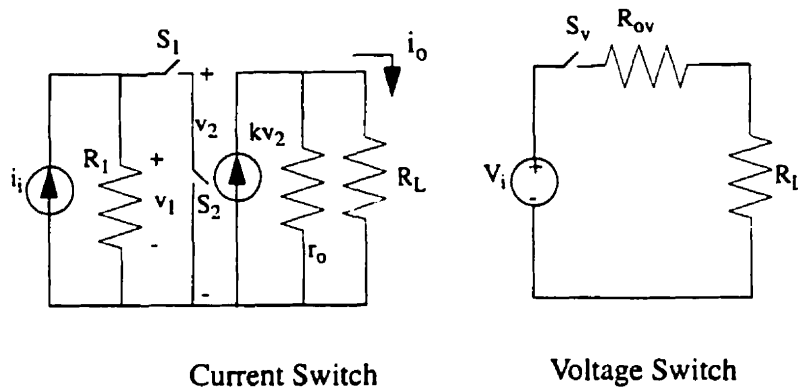 S1
+
io
Sv
Rov
v2
kv2
R1
+
ii
v1
S2
RL
+
Vi
-
RL
-
ro
-
Current Switch
Voltage Switch